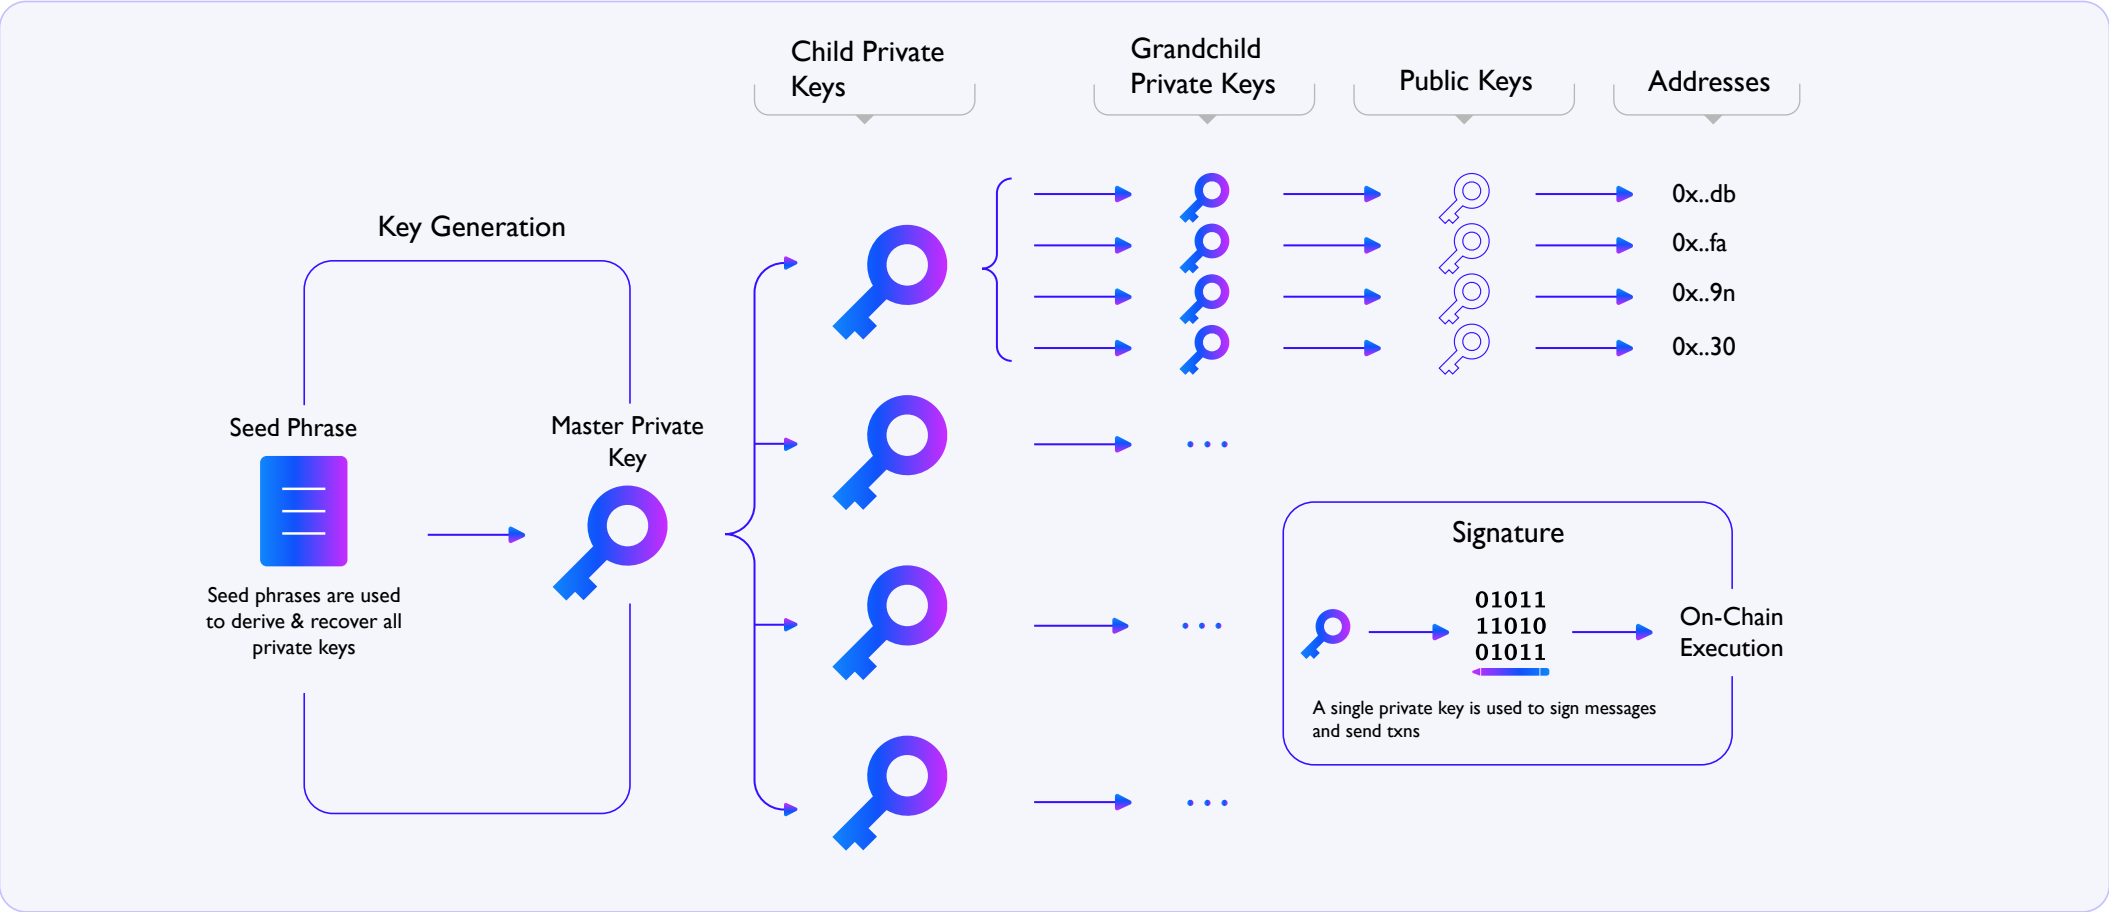 Child Private
Keys
Grandchild
Private Keys
Public Keys
Addresses
Key Generation
Seed Phrase
Seed phrases are used
to derive & recover all
private keys
Master Private
Key
0x..db
0x..fa
0x..9n
0x..30
Signature
01011
11010
01011
On-Chain
Execution
A single private key is used to sign messages
and send txns